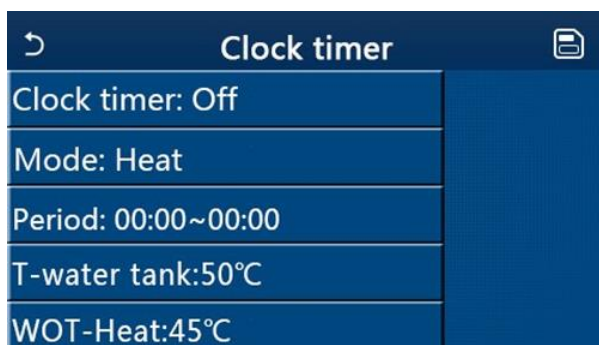 Clock timer
Clock timer: Off
Mode: Heat
Period: 00:00~00:00
T-water tank:50℃
WOT-Heat:45℃